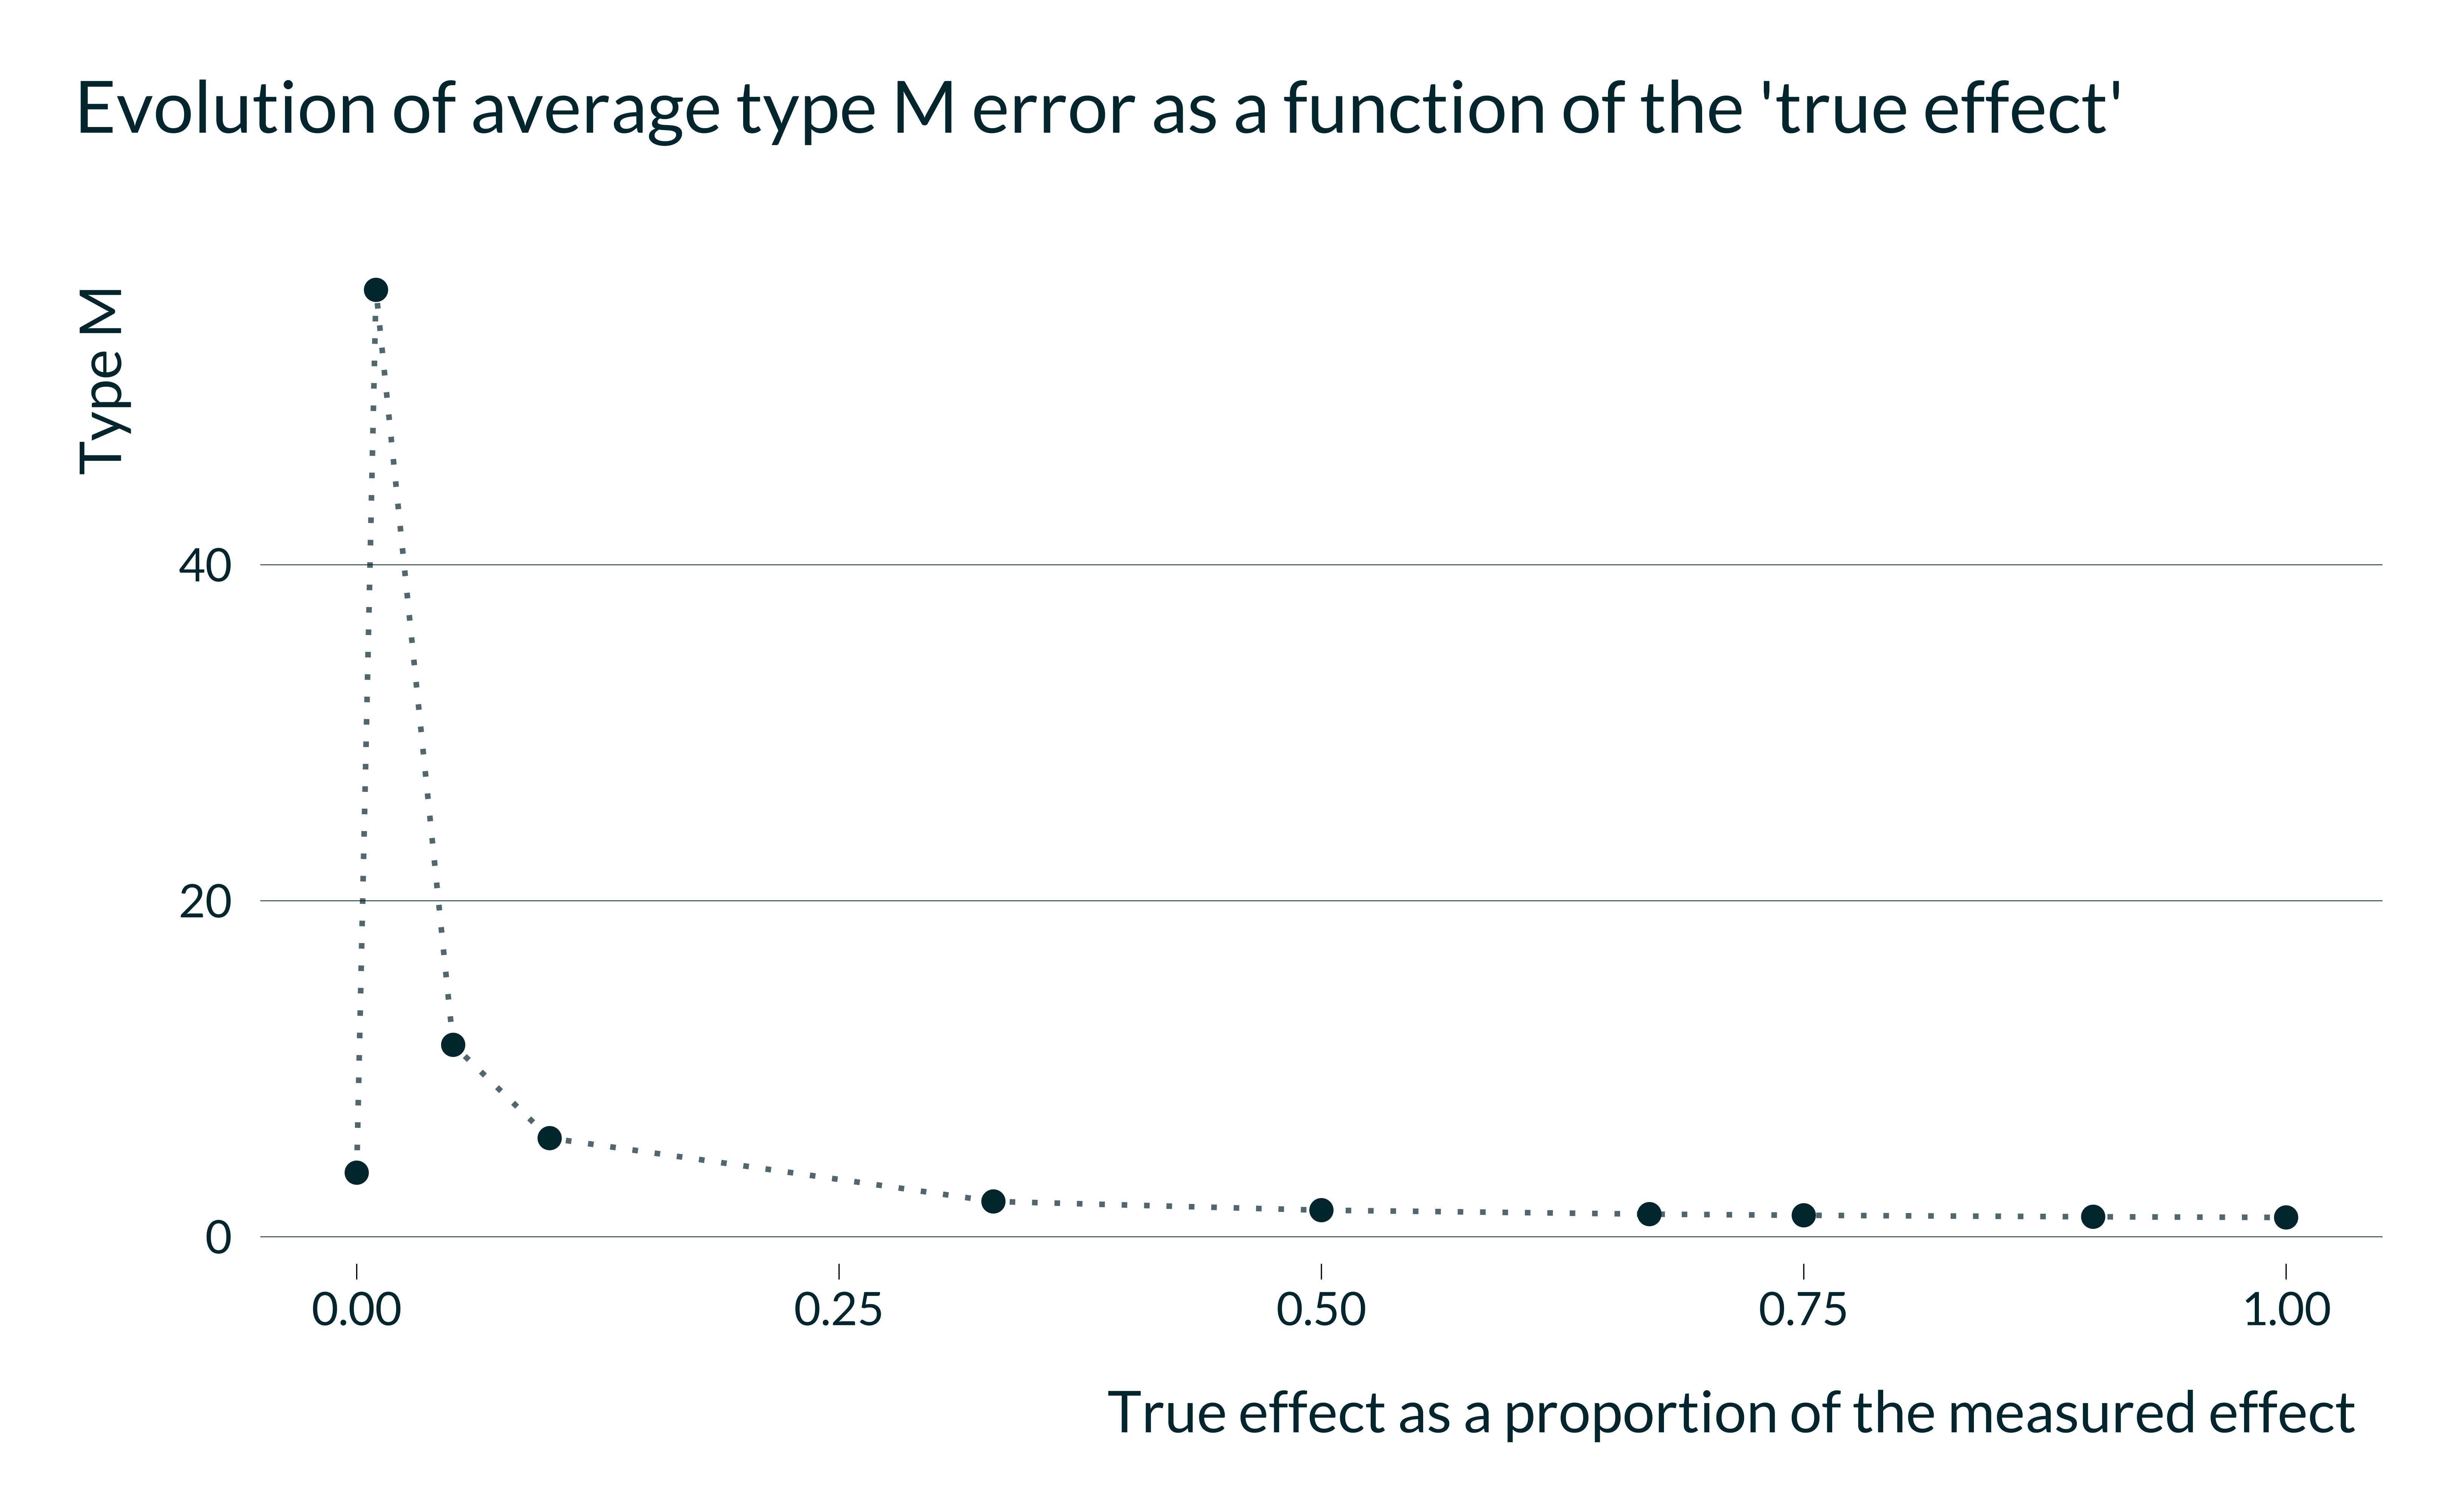 Evolution of average type M error as a function of the 'true effect'
Type M
40
20
0
0.00 0.25 0.50 0.75 1.00
True effect as a proportion of the measured effect